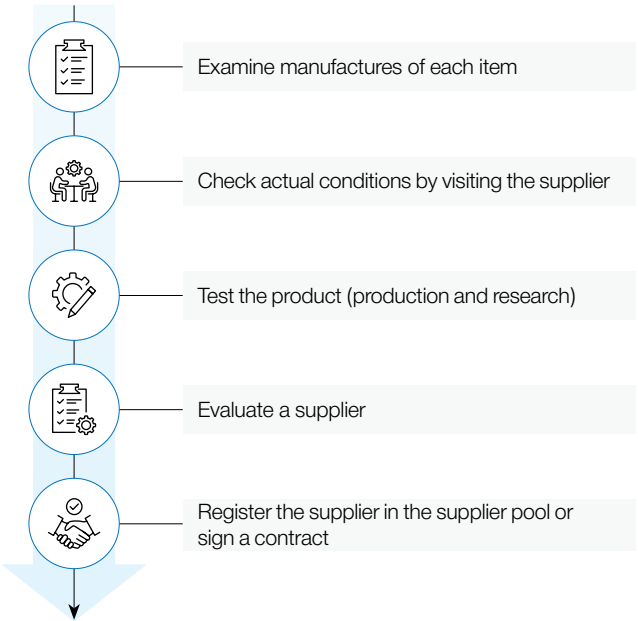 Examine manufactures of each item
Check actual conditions by visiting the supplier
Test the product (production and research)
Evaluate a supplier
Register the supplier in the supplier pool or
sign a contract